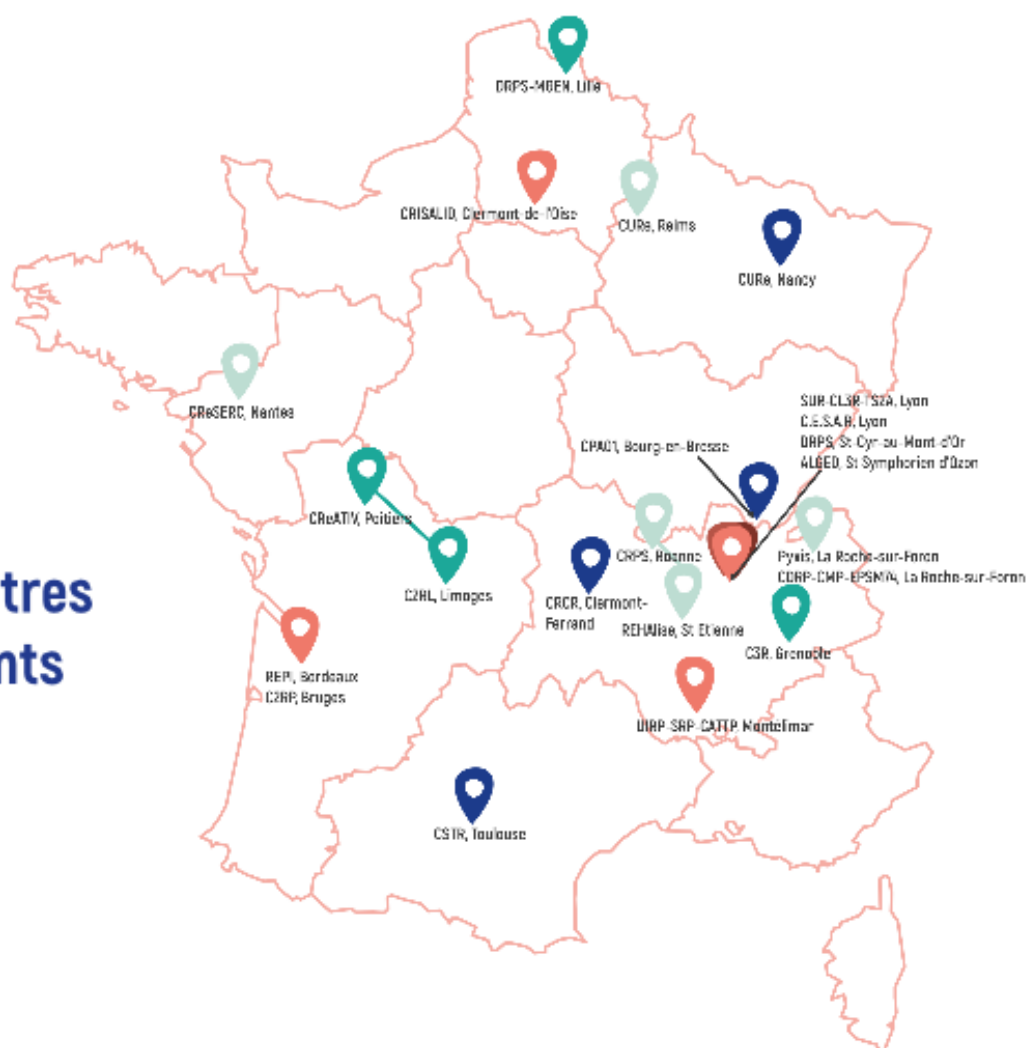 DRPS-MGEN, Lille
CRISALID, Clermont-de-l'Oise
CURe, Reims
CURe, Nancy
CReSERC, Nantes
SUR-CL3R-TS2A, Lyon
C.E.S.A.R, Lyon
DRPS, St-Cyr-au-Mont-d'Or
ALGED, St Symphorien d'Ozon
CPA01, Bourg-en-Bresse
CReATIV, Poitiers
C2RL, Limoges
CRPS, Roanne
Pyxis, La Roche-sur-Foron
CDRP-CMP-EPSM74, La Roche-sur-Foron
CRCR, Clermont-
Ferrand
REHAlise, St Etienne
C3R, Grenoble
tres
nts
REPI, Bordeaux
C2RP, Bruges
UIRP-SRP-CATTP, Montélimar
CSTR, Toulouse